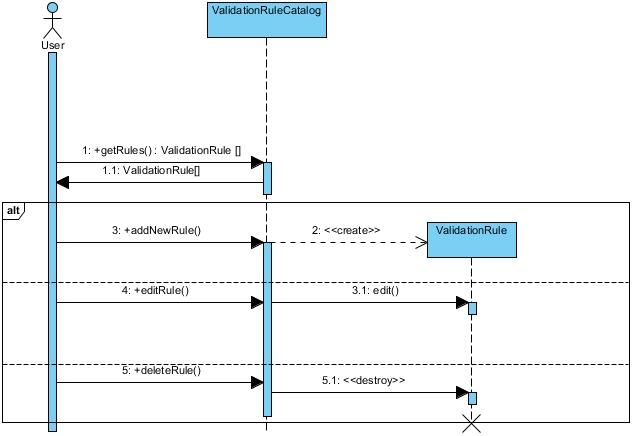 ValidationRuleCatalog
User
1: +getRules() : ValidationRule []
1.1: ValidationRule[]
alt
3: +addNewRule()
2: <<create>>
ValidationRule
4: +editRule()
3.1: edit()
5: +deleteRule()
5.1: <<destroy>>